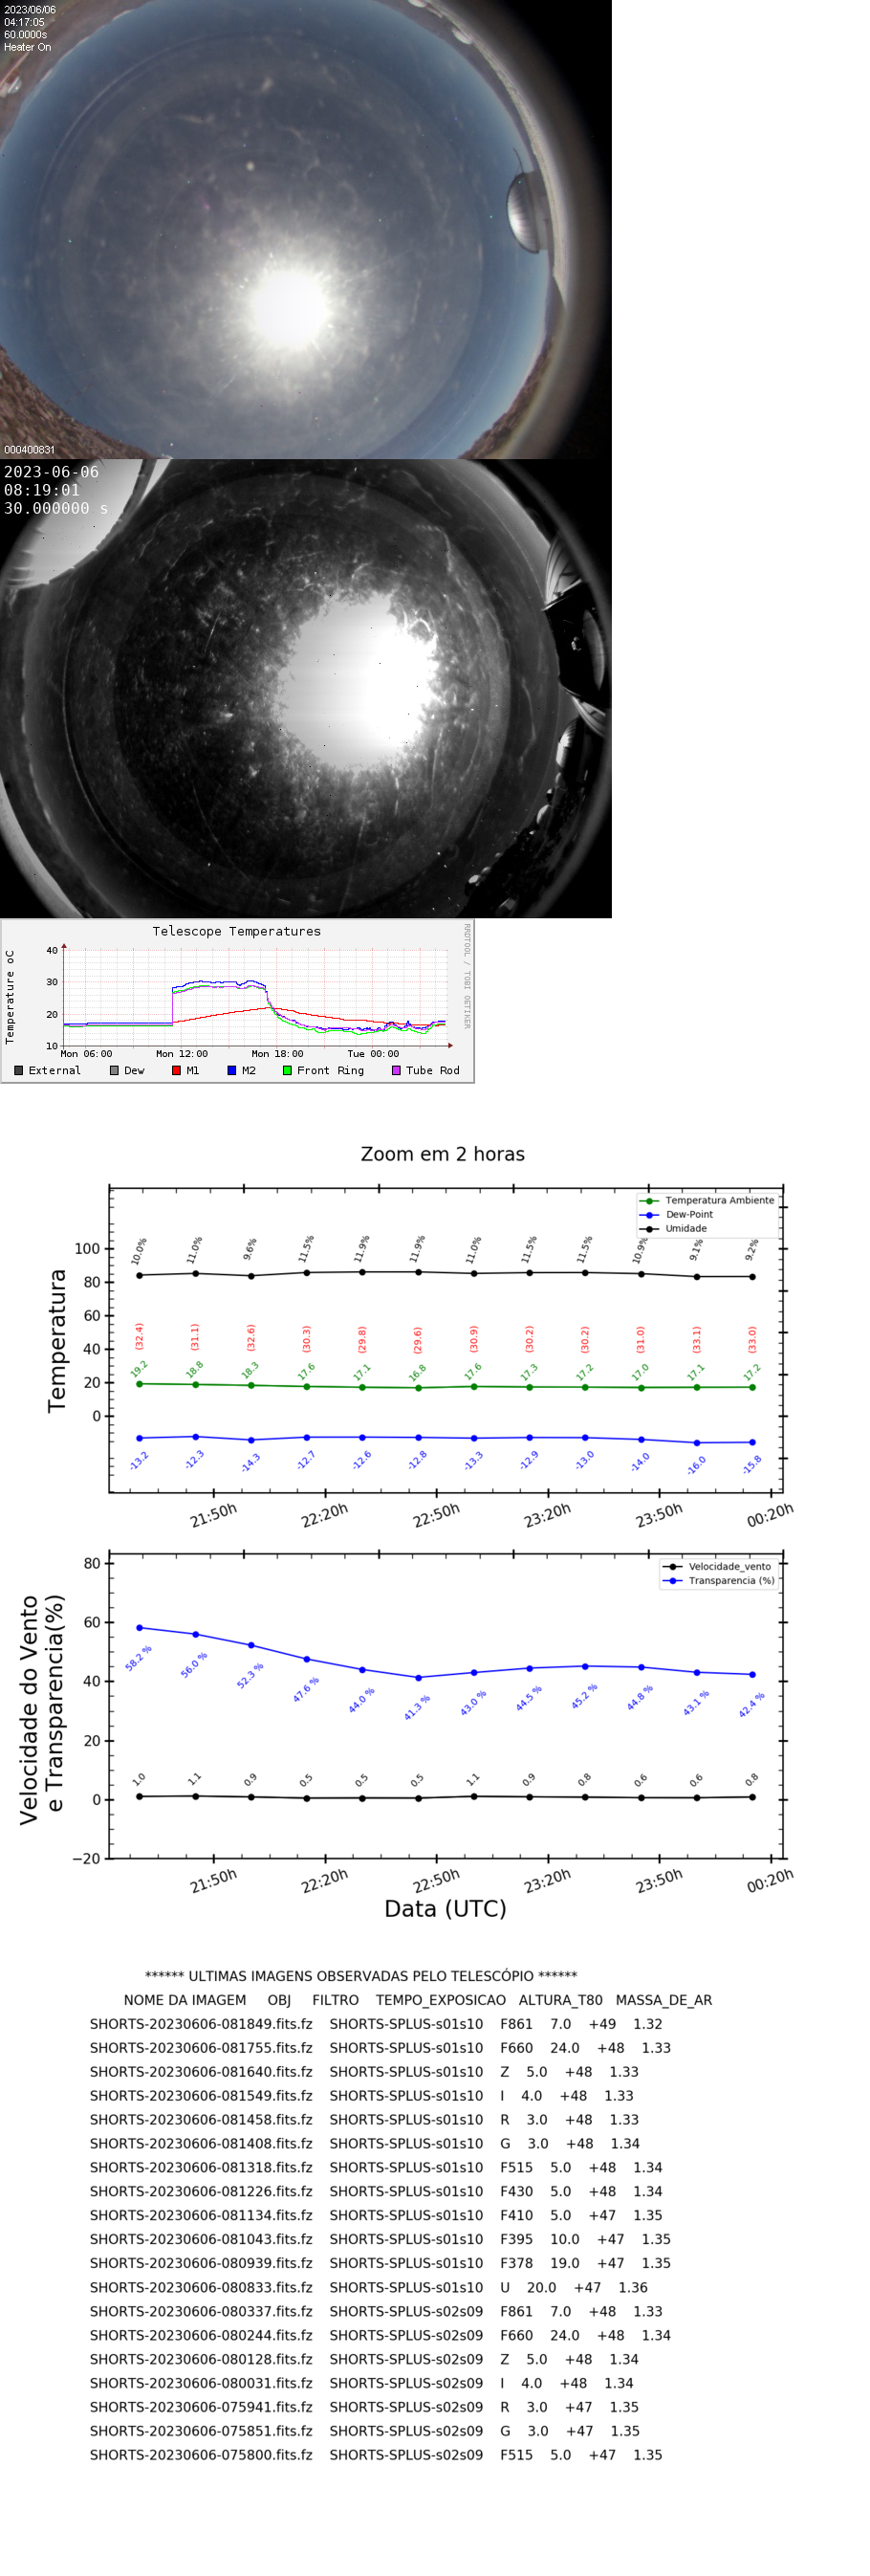 2023/06/06
04:17:05
60.0000s
Heater On
000400831
2023-06-06
08:19:01
30.000000 s
Telescope Temperatures
RRDTOOL / TOBI OETIKER
Temperature oC
40
30
20
10
Mon 06:00 Mon 12:00 Mon 18:00 Tue 00:00
External Dew M1 M2 Front Ring Tube Rod
Zoom em 2 horas
Temperatura Ambiente
Dew-Point
Umidade
Temperatura
100
80
60
40
20
0
10.0% 11.0% 9.6% 11.5% 11.9% 11.9% 11.0% 11.5% 11.5% 10.9% 9.1% 9.2%
(32.4) (31.1) (32.6) (30.3) (29.8) (29.6) (30.9) (30.2) (30.2) (31.0) (33.1) (33.0)
19.2 18.8 18.3 17.6 17.1 16.8 17.6 17.3 17.2 17.0 17.1 17.2
-13.2 -12.3 -14.3 -12.7 -12.6 -12.8 -13.3 -12.9 -13.0 -14.0 -16.0 -15.8
21:50h 22:20h 22:50h 23:20h 23:50h 00:20h
Velocidade_vento
Transparencia (%)
Velocidade do Vento
e Transparencia(%)
80
60
40
20
0
−20
58.2 % 56.0 % 52.3 % 47.6 % 44.0 % 41.3 % 43.0 % 44.5 % 45.2 % 44.8 % 43.1 % 42.4 %
1.0 1.1 0.9 0.5 0.5 0.5 1.1 0.9 0.8 0.6 0.6 0.8
21:50h 22:20h 22:50h 23:20h 23:50h 00:20h
Data (UTC)
****** ULTIMAS IMAGENS OBSERVADAS PELO TELESCÓPIO ******
NOME DA IMAGEM OBJ FILTRO TEMPO_EXPOSICAO ALTURA_T80 MASSA_DE_AR
SHORTS-20230606-081849.fits.fz SHORTS-SPLUS-s01s10 F861 7.0 +49 1.32
SHORTS-20230606-081755.fits.fz SHORTS-SPLUS-s01s10 F660 24.0 +48 1.33
SHORTS-20230606-081640.fits.fz SHORTS-SPLUS-s01s10 Z 5.0 +48 1.33
SHORTS-20230606-081549.fits.fz SHORTS-SPLUS-s01s10 I 4.0 +48 1.33
SHORTS-20230606-081458.fits.fz SHORTS-SPLUS-s01s10 R 3.0 +48 1.33
SHORTS-20230606-081408.fits.fz SHORTS-SPLUS-s01s10 G 3.0 +48 1.34
SHORTS-20230606-081318.fits.fz SHORTS-SPLUS-s01s10 F515 5.0 +48 1.34
SHORTS-20230606-081226.fits.fz SHORTS-SPLUS-s01s10 F430 5.0 +48 1.34
SHORTS-20230606-081134.fits.fz SHORTS-SPLUS-s01s10 F410 5.0 +47 1.35
SHORTS-20230606-081043.fits.fz SHORTS-SPLUS-s01s10 F395 10.0 +47 1.35
SHORTS-20230606-080939.fits.fz SHORTS-SPLUS-s01s10 F378 19.0 +47 1.35
SHORTS-20230606-080833.fits.fz SHORTS-SPLUS-s01s10 U 20.0 +47 1.36
SHORTS-20230606-080337.fits.fz SHORTS-SPLUS-s02s09 F861 7.0 +48 1.33
SHORTS-20230606-080244.fits.fz SHORTS-SPLUS-s02s09 F660 24.0 +48 1.34
SHORTS-20230606-080128.fits.fz SHORTS-SPLUS-s02s09 Z 5.0 +48 1.34
SHORTS-20230606-080031.fits.fz SHORTS-SPLUS-s02s09 I 4.0 +48 1.34
SHORTS-20230606-075941.fits.fz SHORTS-SPLUS-s02s09 R 3.0 +47 1.35
SHORTS-20230606-075851.fits.fz SHORTS-SPLUS-s02s09 G 3.0 +47 1.35
SHORTS-20230606-075800.fits.fz SHORTS-SPLUS-s02s09 F515 5.0 +47 1.35